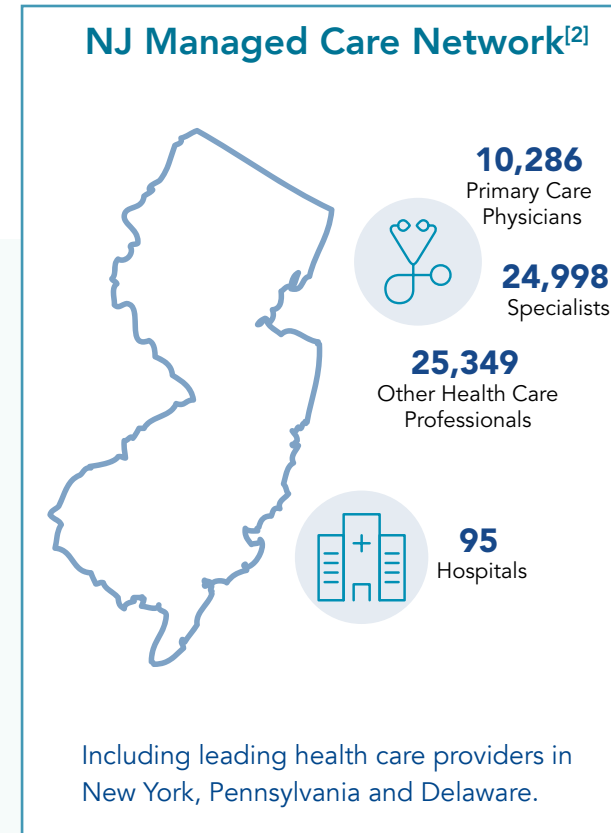 NJ Managed Care Network[2]
10,286
Primary Care
Physicians
24,998
Specialists
25,349
Other Health Care
Professionals
95
Hospitals
Including leading health care providers in
New York, Pennsylvania and Delaware.